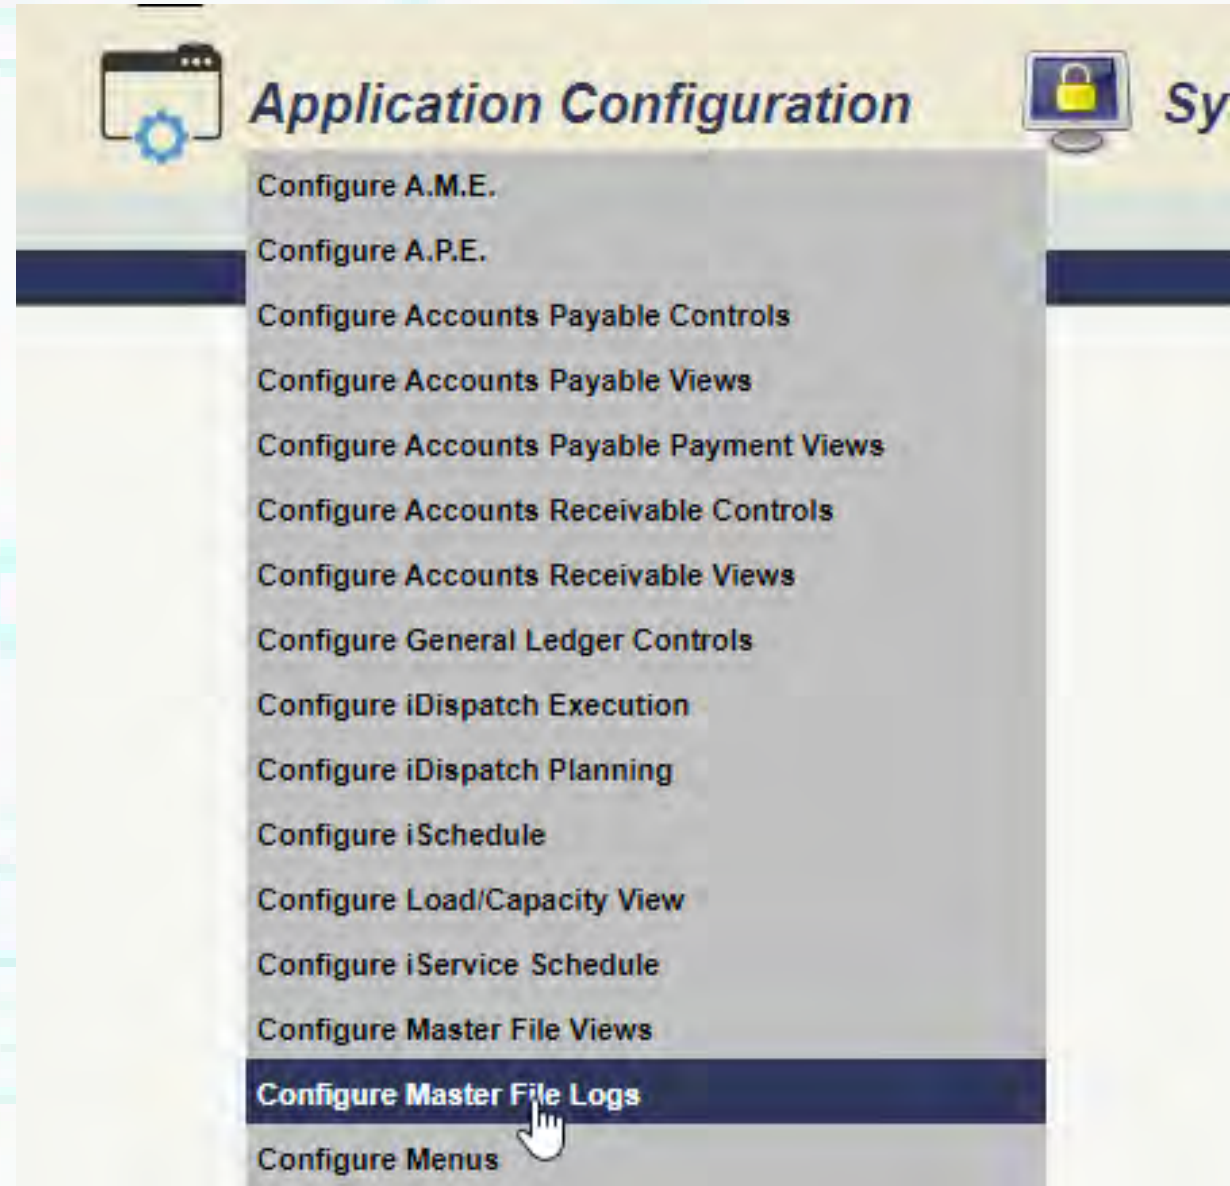 Application Configuration
Sy
Configure A.M.E.
Configure A.P.E.
Configure Accounts Payable Controls
Configure Accounts Payable Views
Configure Accounts Payable Payment Views
Configure Accounts Receivable Controls
Configure Accounts Receivable Views
Configure General Ledger Controls
Configure iDispatch Execution
Configure iDispatch Planning
Configure iSchedule
Configure Load/Capacity View
Configure iService Schedule
Configure Master File Views
Configure Master File Logs
Configure Menus